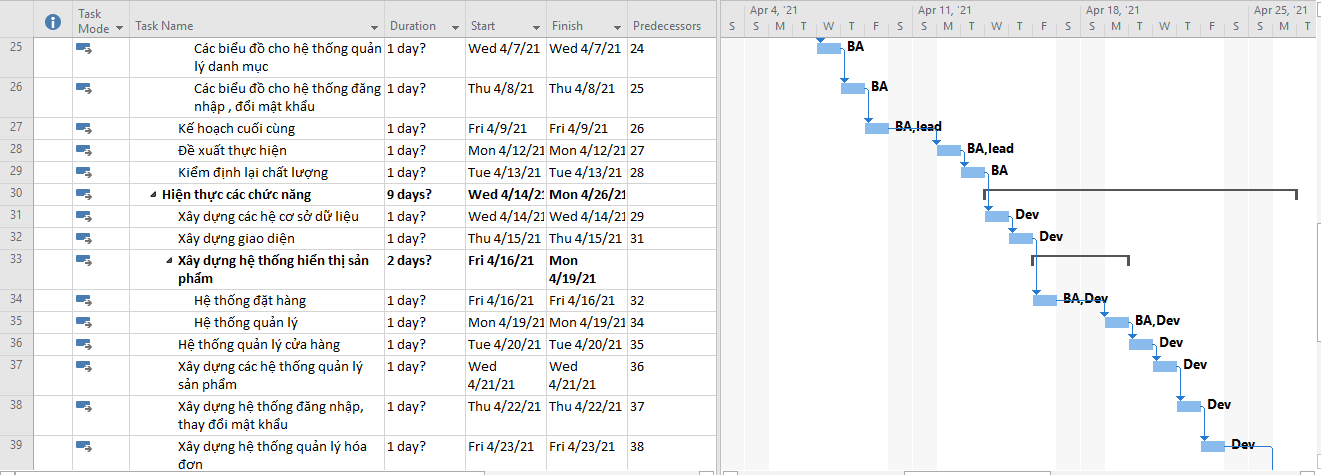 Apr 4, '21 Apr 11, '21 Apr 18, '21 Apr 25, '21
Task Mode Task Name Duration Start Finish Predecessors
S S M T W T F S S M T W T F S S M T W T F S S M T
25 Các biểu đồ cho hệ thống quản 1 day? Wed 4/7/21 Wed 4/7/21 24 BA
lý danh mục
26 Các biểu đồ cho hệ thống đăng 1 day? Thu 4/8/21 Thu 4/8/21 25 BA
nhập , đổi mật khẩu
27 Kế hoạch cuối cùng 1 day? Fri 4/9/21 Fri 4/9/21 26 BA,lead
28 Đề xuất thực hiện 1 day? Mon 4/12/21 Mon 4/12/21 27 BA,lead
29 Kiểm định lại chất lượng 1 day? Tue 4/13/21 Tue 4/13/21 28 BA
30 Hiện thực các chức năng 9 days? Wed 4/14/21 Mon 4/26/21
31 Xây dựng các hệ cơ sở dữ liệu 1 day? Wed 4/14/21 Wed 4/14/21 29 Dev
32 Xây dựng giao diện 1 day? Thu 4/15/21 Thu 4/15/21 31 Dev
33 Xây dựng hệ thống hiển thị sản 2 days? Fri 4/16/21 Mon
phẩm 4/19/21
34 Hệ thống đặt hàng 1 day? Fri 4/16/21 Fri 4/16/21 32 BA,Dev
35 Hệ thống quản lý 1 day? Mon 4/19/21 Mon 4/19/21 34 BA,Dev
36 Hệ thống quản lý cửa hàng 1 day? Tue 4/20/21 Tue 4/20/21 35 Dev
37 Xây dựng các hệ thống quản lý 1 day? Wed Wed 36 Dev
sản phẩm 4/21/21 4/21/21
38 Xây dựng hệ thống đăng nhập, 1 day? Thu 4/22/21 Thu 4/22/21 37 Dev
thay đổi mật khẩu
39 Xây dựng hệ thống quản lý hóa 1 day? Fri 4/23/21 Fri 4/23/21 38 Dev
đơn